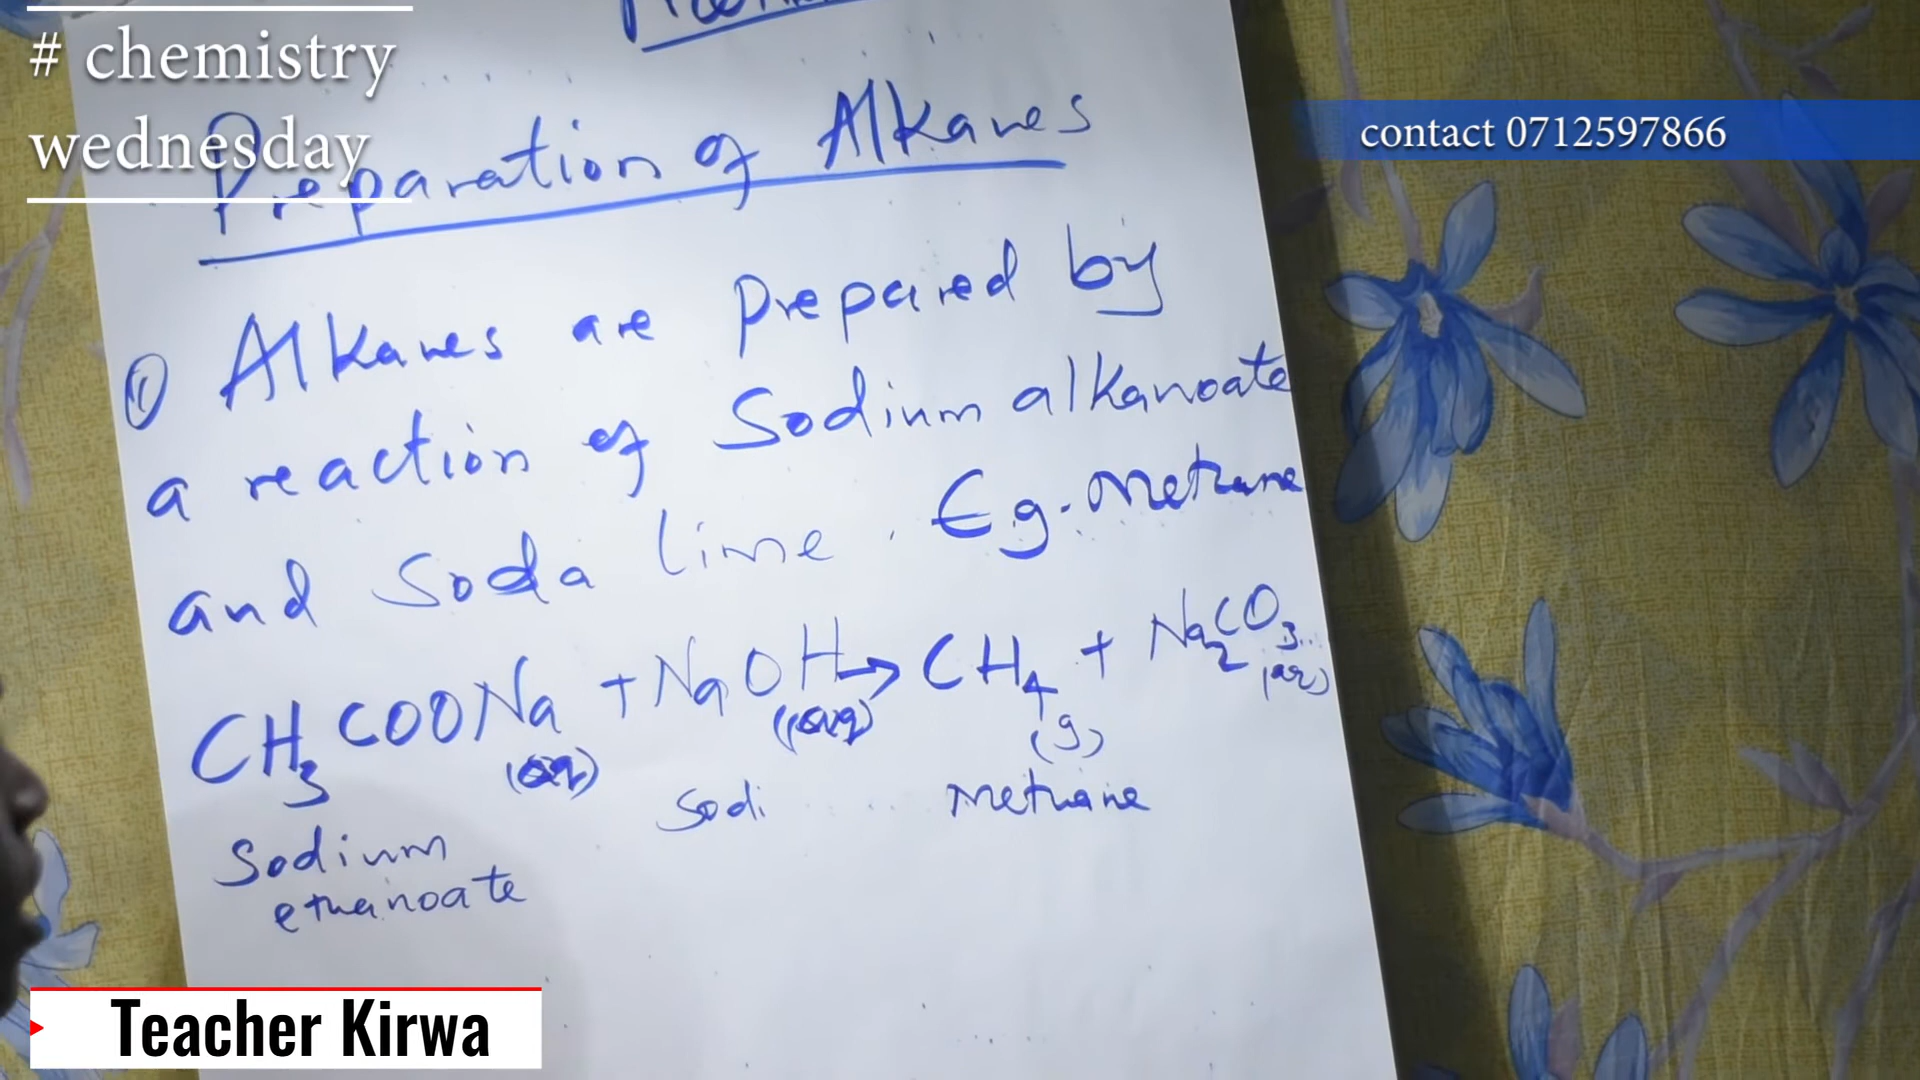 # chemistry
wednesday
contact 0712597866
Preparation of Alkanes
① Alkanes are prepared by
a reaction of Sodium alkanoate
and Soda lime. Eg. Methane
CH₃COONa + NaOH → CH₄ + Na₂CO₃
(aq) (aq) (g) (aq)
Sodium Sodi Methane
ethanoate
Teacher Kirwa